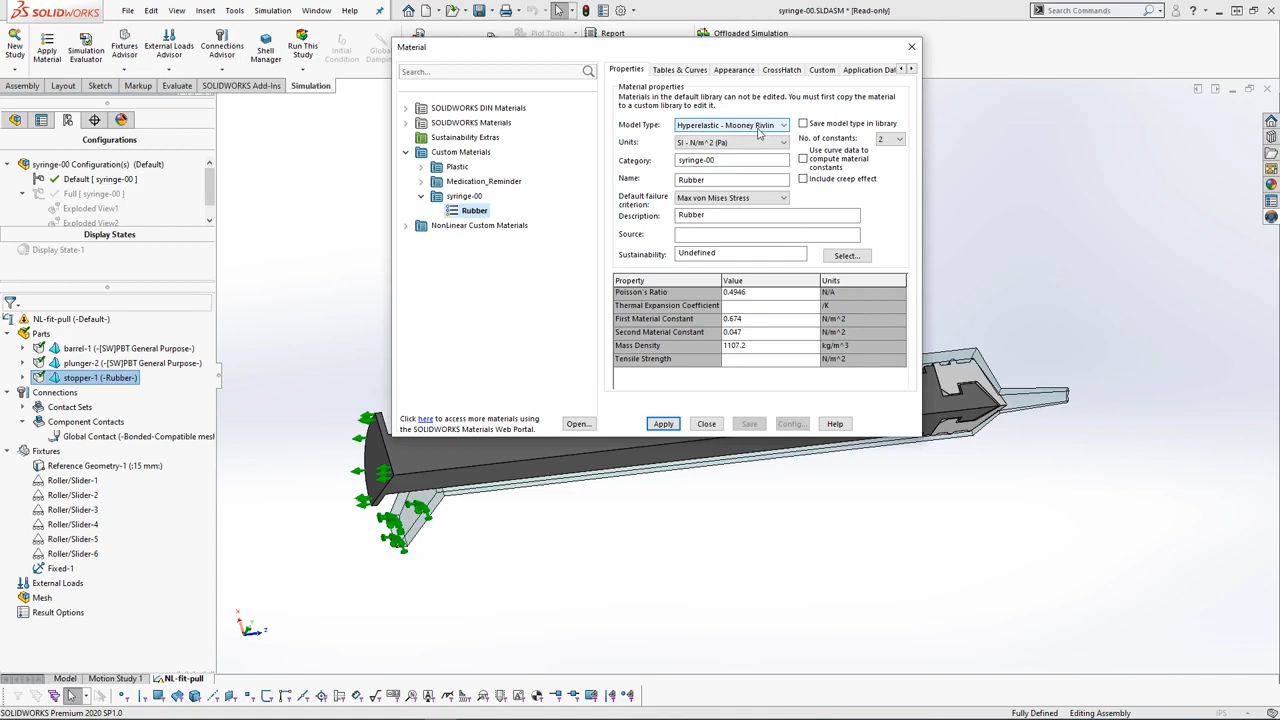 SOLIDWORKS
File
Edit
View
Insert
Tools
Simulation
Window
syringe-00.SLDASM * [Read-only]
Search Commands
New
Study
Apply
Material
Simulation
Evaluator
Fixtures
Advisor
External Loads
Advisor
Connections
Advisor
Shell
Manager
Run This
Study
Initial
Condition
Global
Plot Tools
Report
Offloaded Simulation
Assembly
Layout
Sketch
Markup
Evaluate
SOLIDWORKS Add-Ins
Simulation
Configurations
syringe-00 Configuration(s) (Default)
Default [ syringe-00 ]
Full [ syringe-00 ]
Exploded View1
Exploded View2
Display States
Display State-1
NL-fit-pull (-Default-)
Parts
barrel-1 (-[SW]PBT General Purpose-)
plunger-2 (-[SW]PBT General Purpose-)
stopper-1 (-Rubber-)
Connections
Contact Sets
Component Contacts
Global Contact (-Bonded-Compatible mesl
Fixtures
Reference Geometry-1 (:15 mm:)
Roller/Slider-1
Roller/Slider-2
Roller/Slider-3
Roller/Slider-4
Roller/Slider-5
Roller/Slider-6
Fixed-1
External Loads
Mesh
Result Options
Material
Search...
SOLIDWORKS DIN Materials
SOLIDWORKS Materials
Sustainability Extras
Custom Materials
Plastic
Medication_Reminder
syringe-00
Rubber
NonLinear Custom Materials
Click here to access more materials using
the SOLIDWORKS Materials Web Portal.
Open...
Properties
Tables & Curves
Appearance
CrossHatch
Custom
Application Dat
Material properties
Materials in the default library can not be edited. You must first copy the material
to a custom library to edit it.
Model Type:
Hyperelastic - Mooney Rivlin
Save model type in library
Units:
SI - N/m^2 (Pa)
No. of constants:
2
Category:
syringe-00
Use curve data to
compute material
constants
Name:
Rubber
Include creep effect
Default failure
criterion:
Max von Mises Stress
Description:
Rubber
Source:
Sustainability:
Undefined
Select...
Property Value Units
Poisson's Ratio 0.4946 N/A
Thermal Expansion Coefficient /K
First Material Constant 0.674 N/m^2
Second Material Constant 0.047 N/m^2
Mass Density 1107.2 kg/m^3
Tensile Strength N/m^2
Apply
Close
Save
Config...
Help
X
Y
Z
Model
Motion Study 1
NL-fit-pull
SOLIDWORKS Premium 2020 SP1.0
Fully Defined
Editing Assembly
IPS